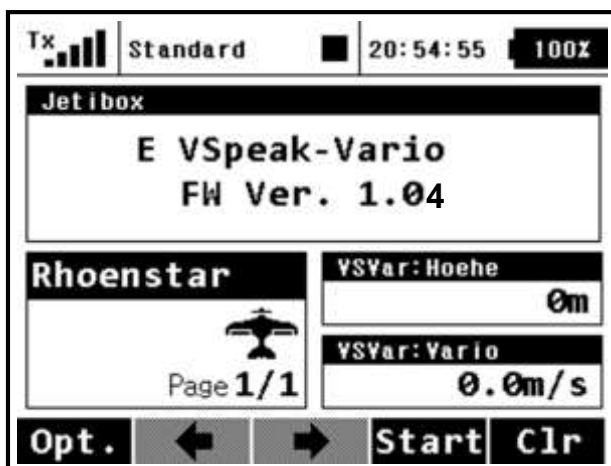 Tx Standard 20:54:55 100%
Jetibox
E VSpeak-Vario
FW Ver. 1.04
Rhoenstar
Page 1/1
VSVar:Hoehe
0m
VSVar:Vario
0.0m/s
Opt. Start Clr